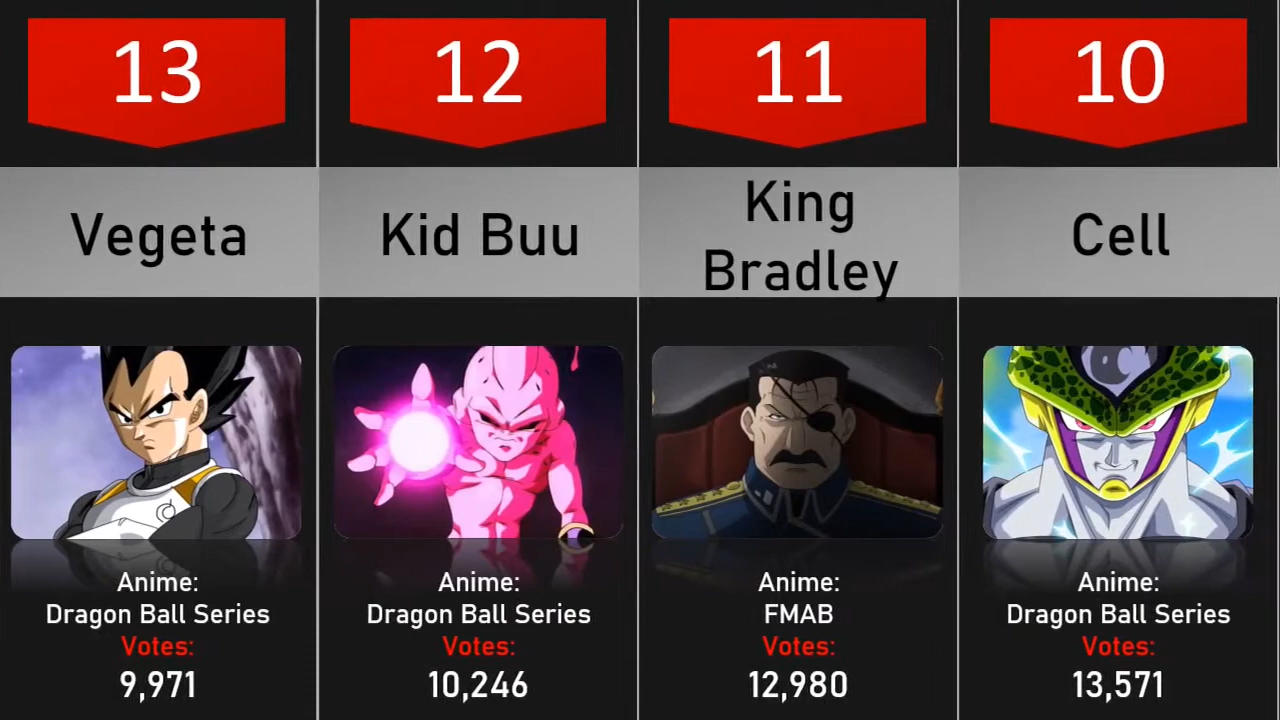 13
Vegeta
Anime:
Dragon Ball Series
Votes:
9,971
12
Kid Buu
Anime:
Dragon Ball Series
Votes:
10,246
11
King
Bradley
Anime:
FMAB
Votes:
12,980
10
Cell
Anime:
Dragon Ball Series
Votes:
13,571